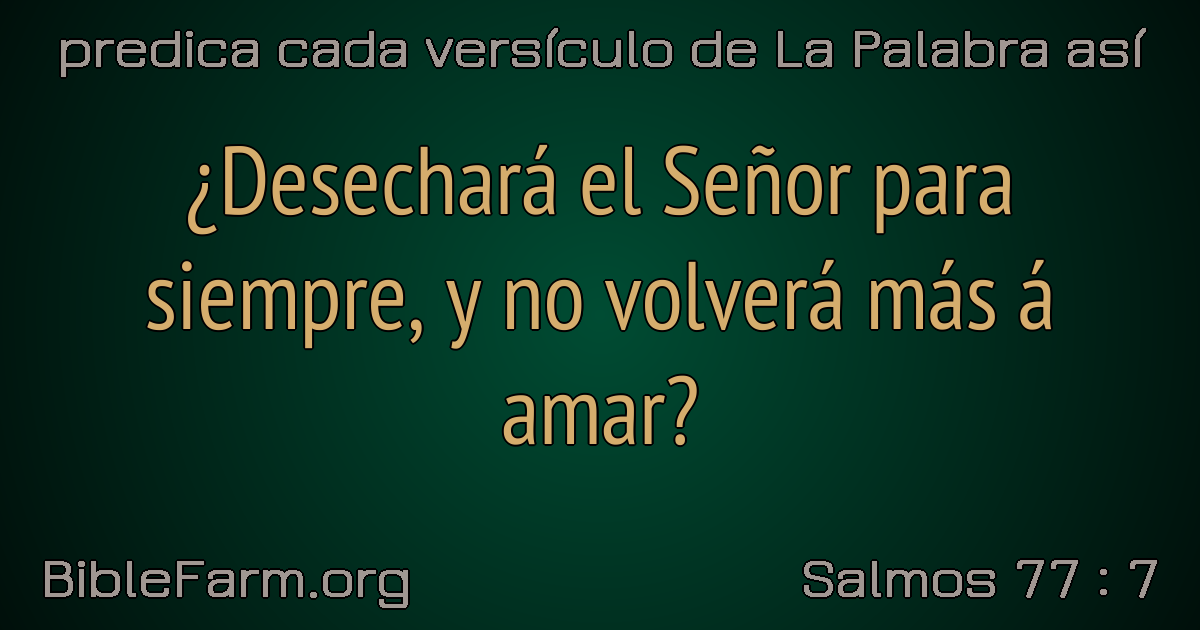 predica cada versículo de La Palabra así
¿Desechará el Señor para
siempre, y no volverá más á
amar?
BibleFarm.org
Salmos 77 : 7